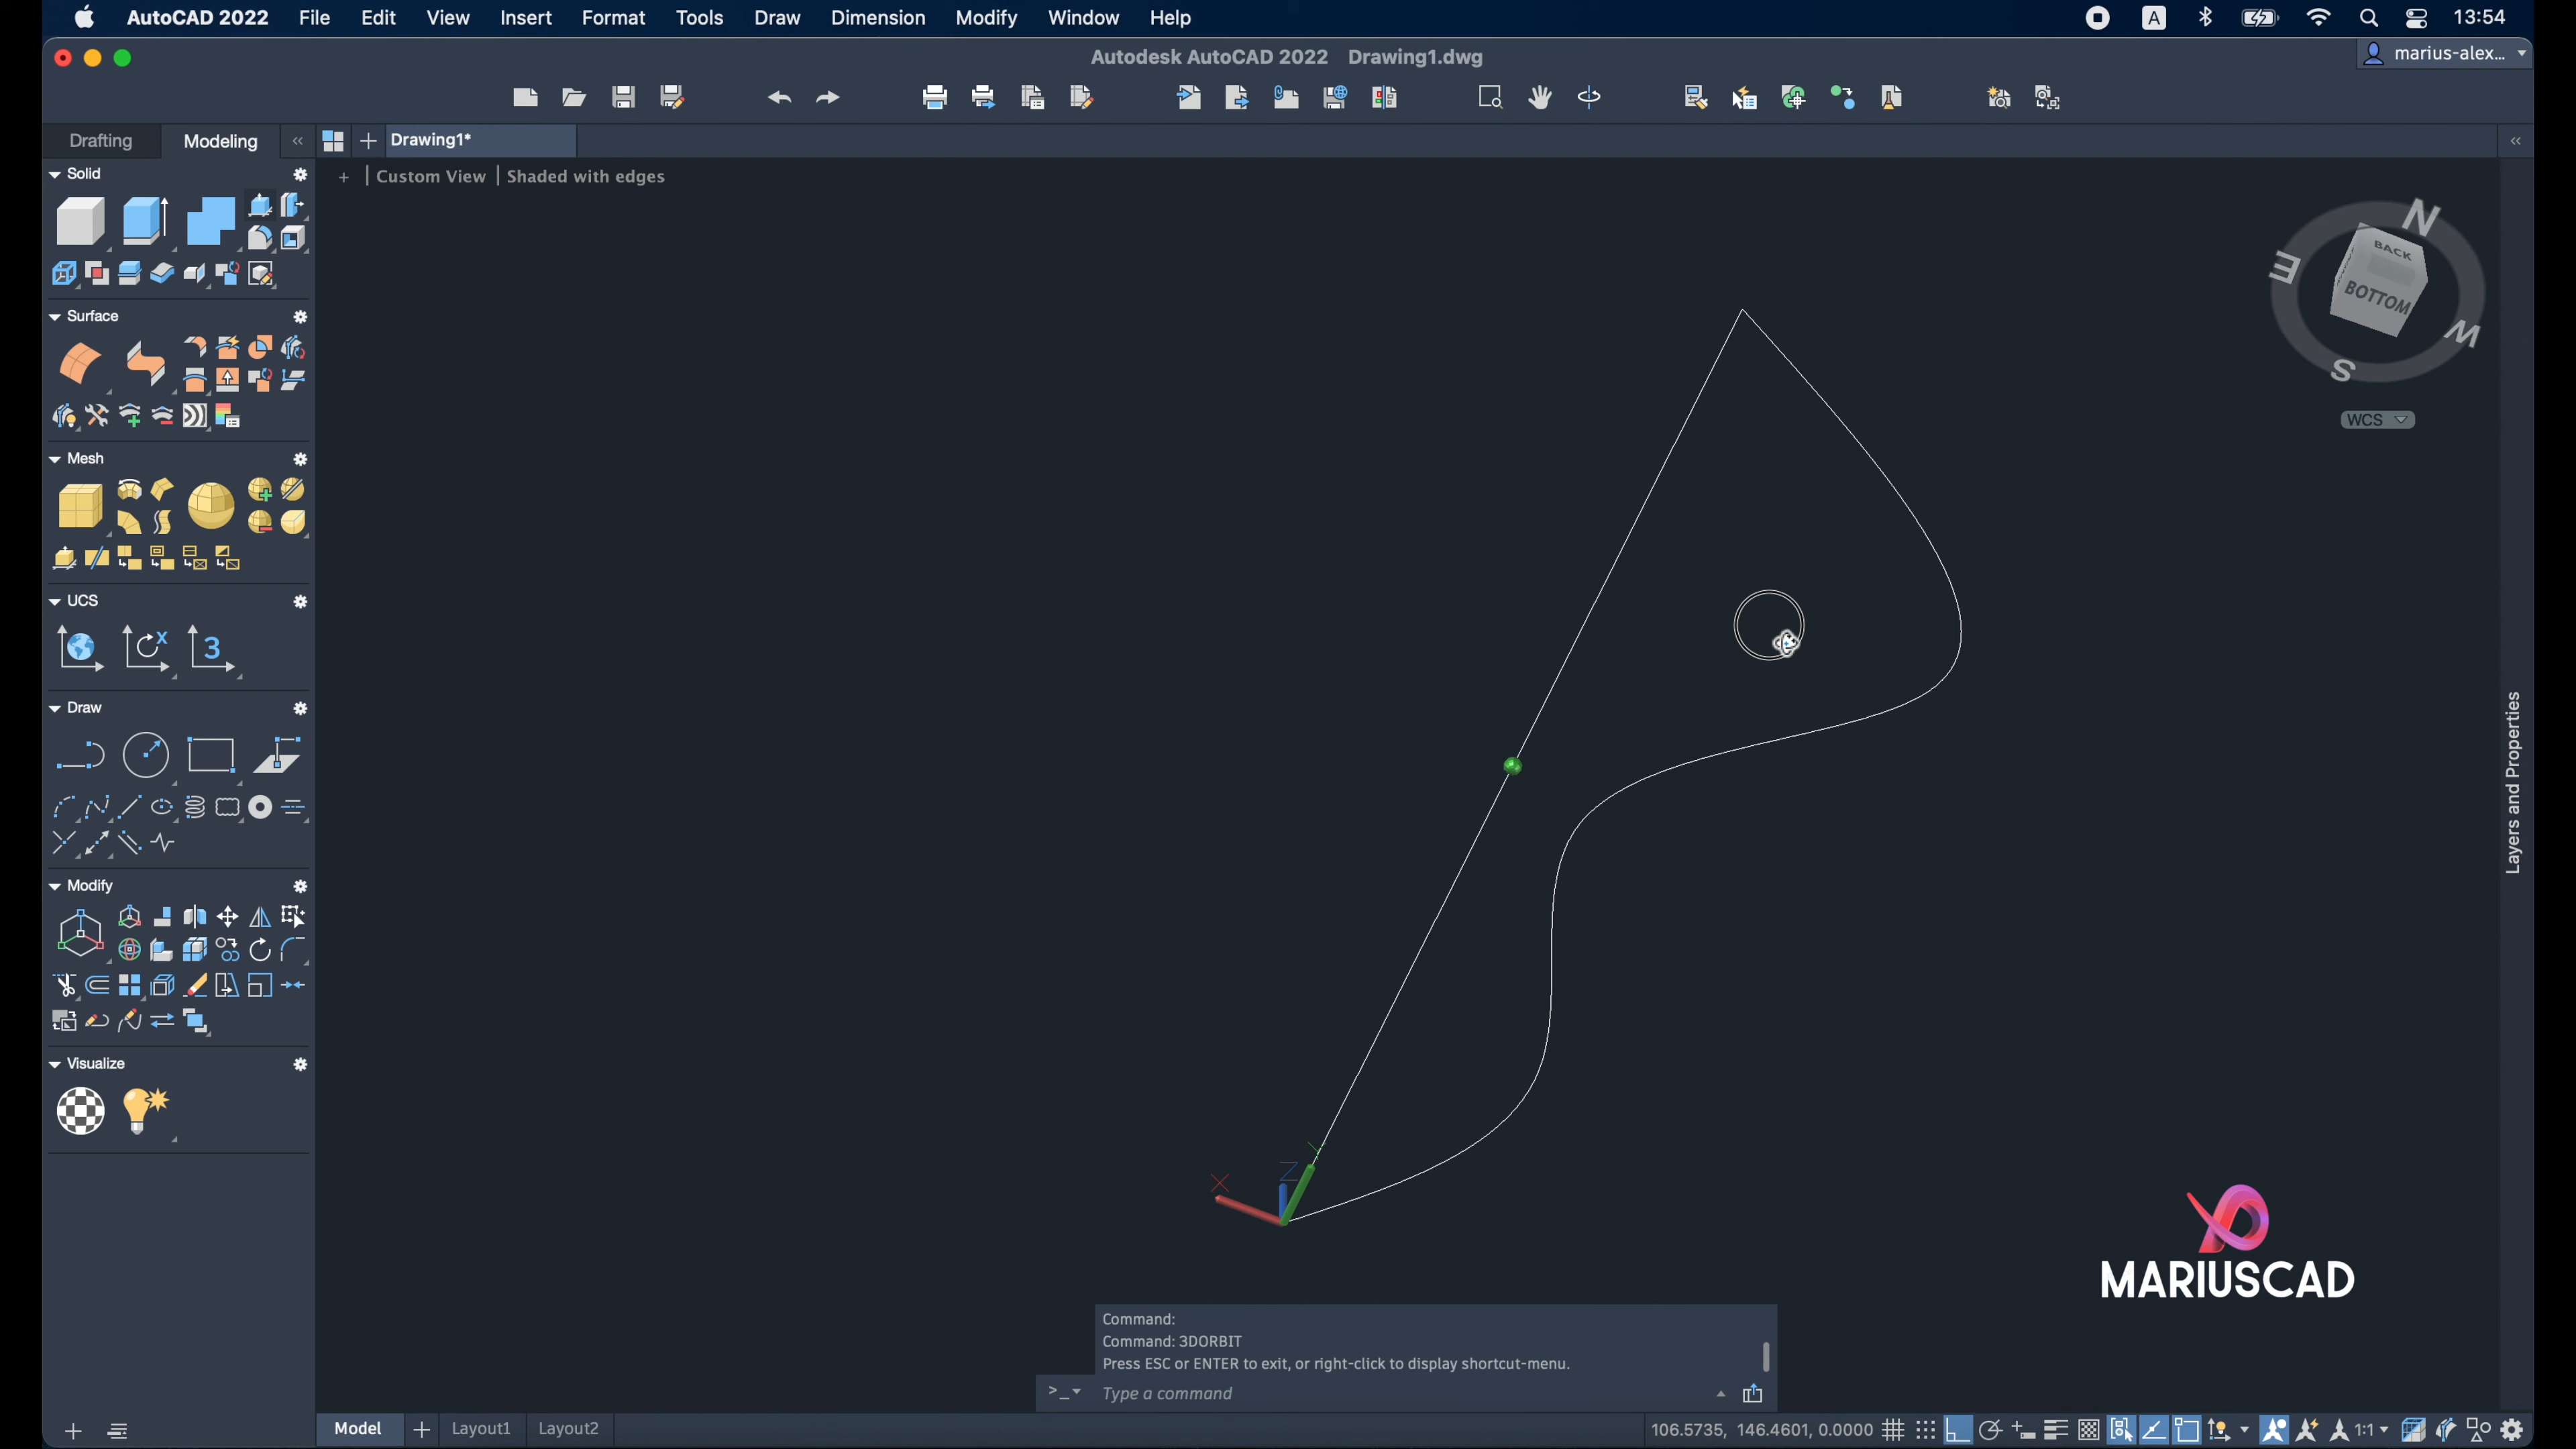 AutoCAD 2022 File Edit View Insert Format Tools Draw Dimension Modify Window Help A 13:54
Autodesk AutoCAD 2022 Drawing1.dwg
marius-alex...
Drafting Modeling Drawing1*
Solid
+ Custom View Shaded with edges
N
BACK
E
BOTTOM
W
S
WCS
Surface
Mesh
UCS
X
3
Draw
Layers and Properties
Modify
Visualize
Y
Z
X
MARIUSCAD
Command:
Command: 3DORBIT
Press ESC or ENTER to exit, or right-click to display shortcut-menu.
>_ Type a command
Model Layout1 Layout2 106.5735, 146.4601, 0.0000 1:1